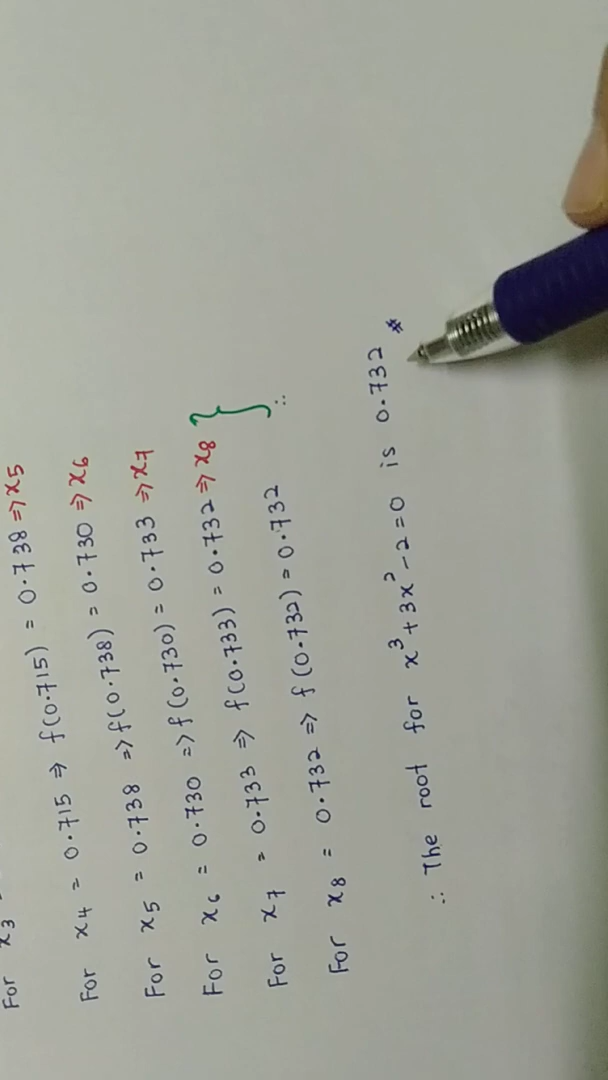 For x3
For x4 = 0.715 ⇒ f(0.715) = 0.738 ⇒ x5
For x5 = 0.738 ⇒ f(0.738) = 0.730 ⇒ x6
For x6 = 0.730 ⇒ f(0.730) = 0.733 ⇒ x7
For x7 = 0.733 ⇒ f(0.733) = 0.732 ⇒ x8
For x8 = 0.732 ⇒ f(0.732) = 0.732 } ∴
∴ The root for x³ + 3x² - 2 = 0 is 0.732 #